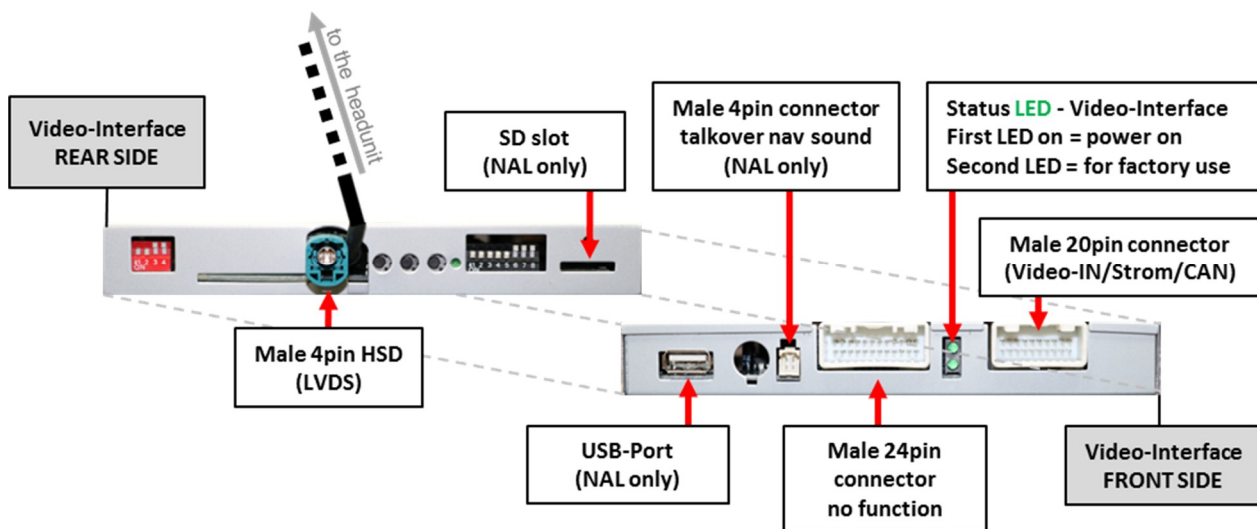 to the headunit
Video-Interface
REAR SIDE
SD slot
(NAL only)
Male 4pin connector
talkover nav sound
(NAL only)
Status LED - Video-Interface
First LED on = power on
Second LED = for factory use
Male 20pin connector
(Video-IN/Strom/CAN)
Male 4pin HSD
(LVDS)
USB-Port
(NAL only)
Male 24pin
connector
no function
Video-Interface
FRONT SIDE